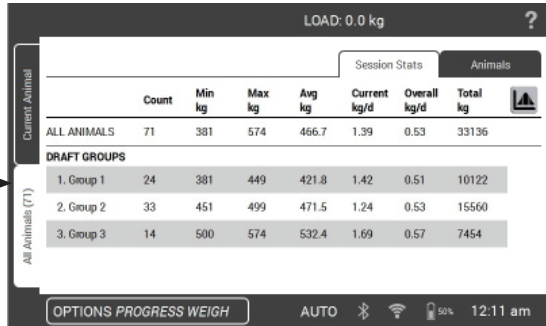 LOAD: 0.0 kg ?
Session Stats Animals
Current Animal
Count Min kg Max kg Avg kg Current kg/d Overall kg/d Total kg
ALL ANIMALS 71 381 574 466.7 1.39 0.53 33136
DRAFT GROUPS
All Animals (71)
1. Group 1 24 381 449 421.8 1.42 0.51 10122
2. Group 2 33 451 499 471.5 1.24 0.53 15560
3. Group 3 14 500 574 532.4 1.69 0.57 7454
OPTIONS PROGRESS WEIGH AUTO 50% 12:11 am